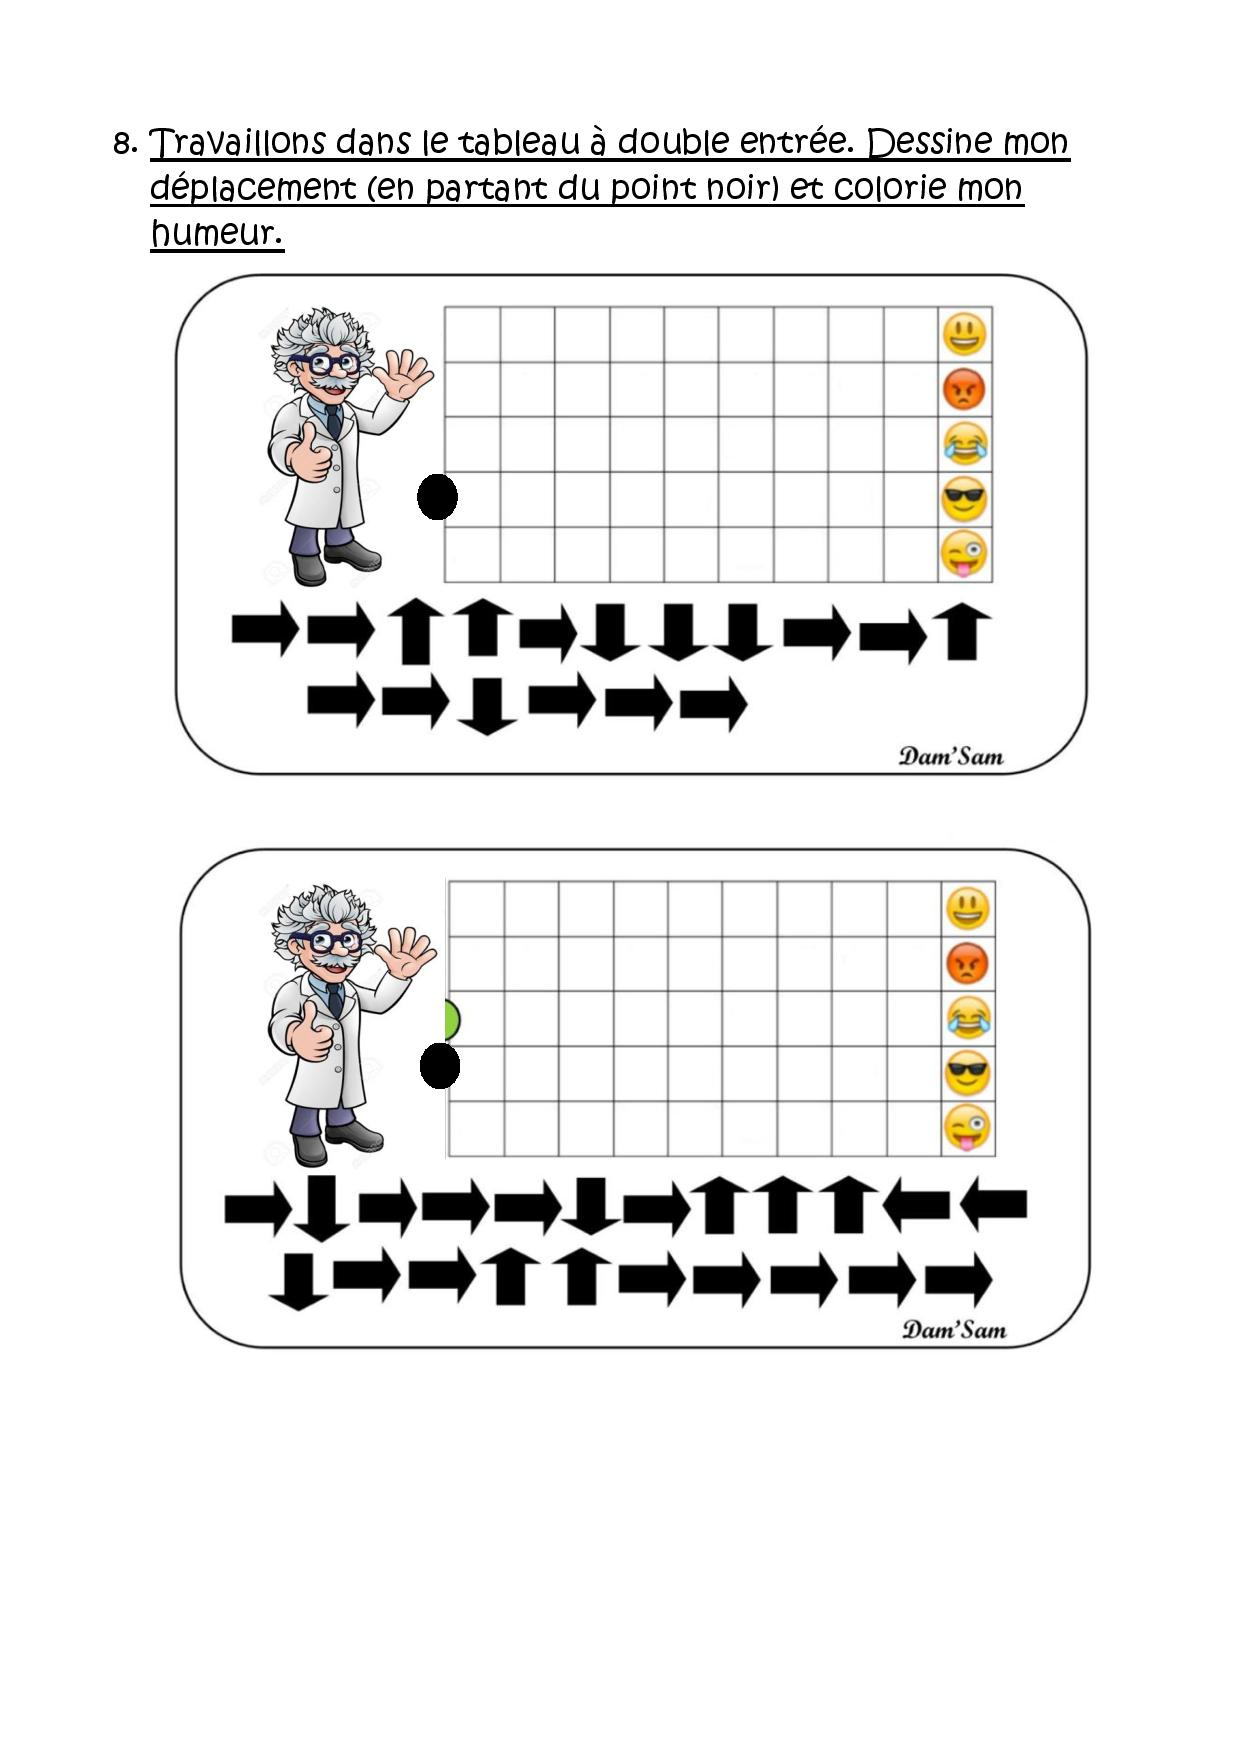 8. Travaillons dans le tableau à double entrée. Dessine mon
déplacement (en partant du point noir) et colorie mon
humeur.
Dam'Sam
Dam'Sam